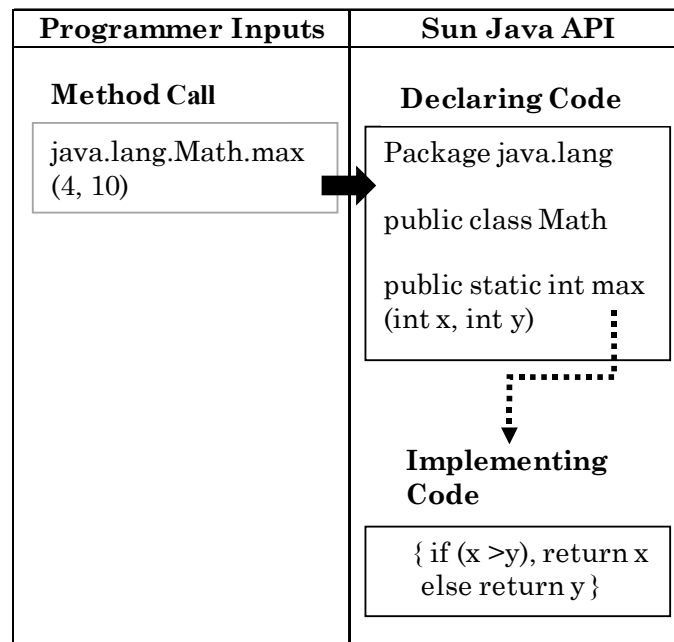 Programmer Inputs
Sun Java API
Method Call
java.lang.Math.max
(4, 10)
Declaring Code
Package java.lang
public class Math
public static int max
(int x, int y)
Implementing
Code
{ if (x >y), return x
else return y }